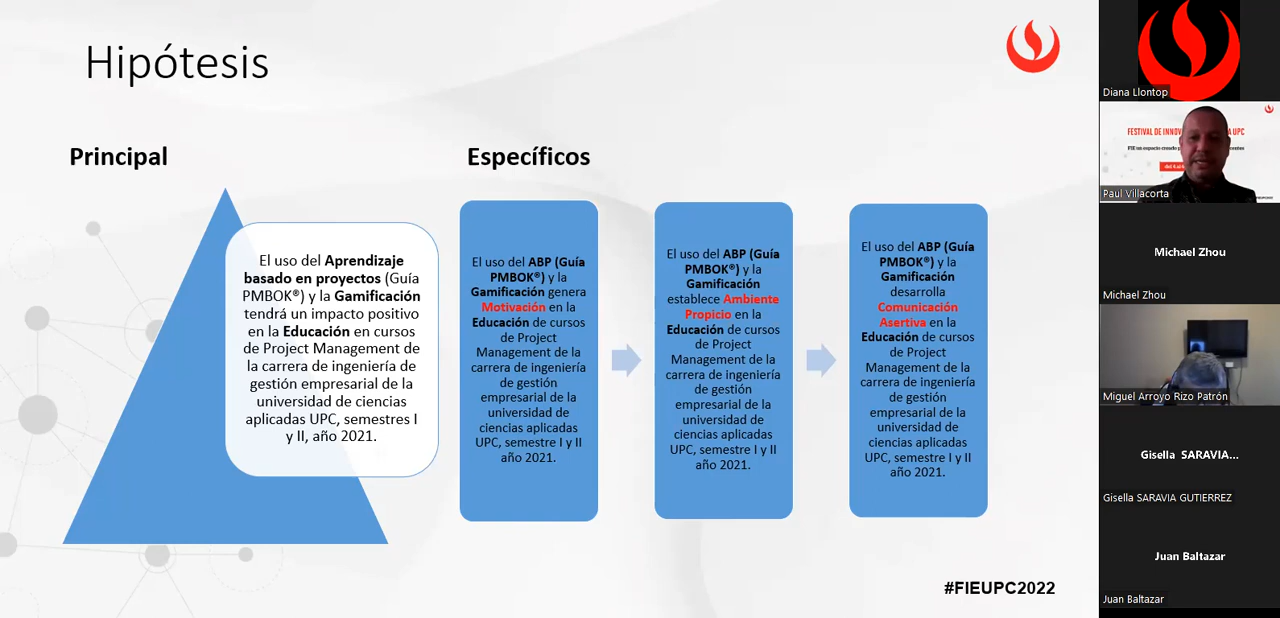 Hipótesis
Principal
El uso del Aprendizaje
basado en proyectos (Guía
PMBOK®) y la Gamificación
tendrá un impacto positivo
en la Educación en cursos
de Project Management de
la carrera de ingeniería de
gestión empresarial de la
universidad de ciencias
aplicadas UPC, semestres I
y II, año 2021.
Específicos
El uso del ABP (Guía
PMBOK®) y la
Gamificación genera
Motivación en la
Educación de cursos
de Project
Management de la
carrera de ingeniería
de gestión
empresarial de la
universidad de
ciencias aplicadas
UPC, semestre I y II
año 2021.
El uso del ABP (Guía
PMBOK®) y la
Gamificación
establece Ambiente
Propicio en la
Educación de cursos
de Project
Management de la
carrera de ingeniería
de gestión
empresarial de la
universidad de
ciencias aplicadas
UPC, semestre I y II
año 2021.
El uso del ABP (Guía
PMBOK®) y la
Gamificación
desarrolla
Comunicación
Asertiva en la
Educación de cursos
de Project
Management de la
carrera de ingeniería
de gestión
empresarial de la
universidad de
ciencias aplicadas
UPC, semestre I y II
año 2021.
#FIEUPC2022
Diana Llontop
FESTIVAL DE UPC
Paul Villacorta
Michael Zhou
Michael Zhou
Miguel Arroyo Rizo Patrón
Gisella SARAVIA...
Gisella SARAVIA GUTIERREZ
Juan Baltazar
Juan Baltazar